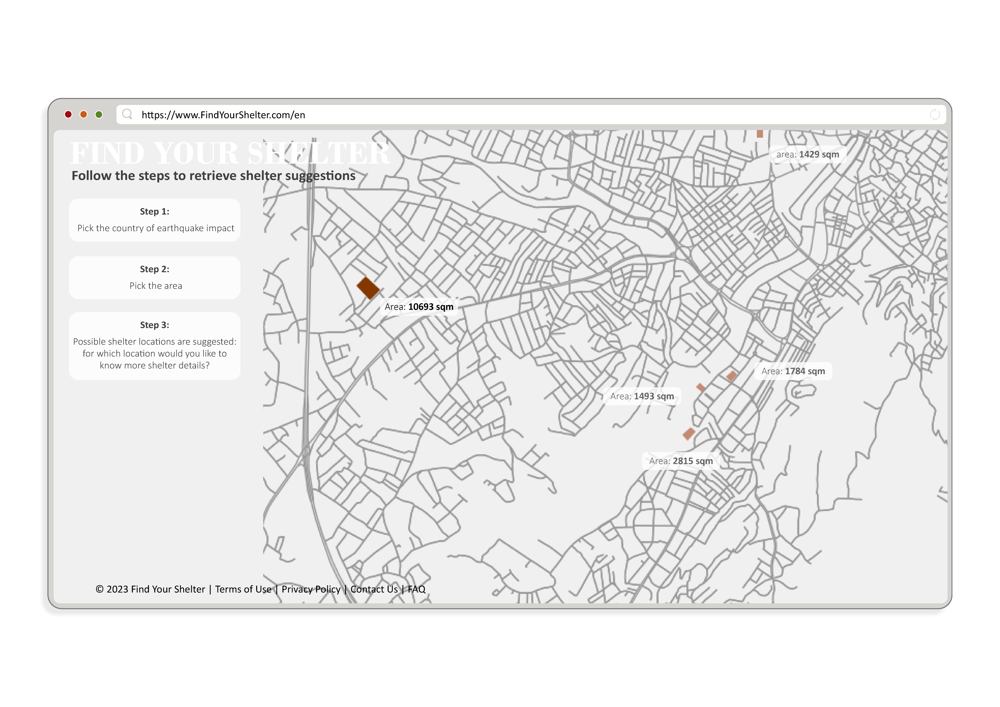 https://www.FindYourShelter.com/en
FIND YOUR SHELTER
Follow the steps to retrieve shelter suggestions
Step 1:
Pick the country of earthquake impact
Step 2:
Pick the area
Step 3:
Possible shelter locations are suggested:
for which location would you like to
know more shelter details?
area: 1429 sqm
Area: 10693 sqm
Area: 1784 sqm
Area: 1493 sqm
Area: 2815 sqm
© 2023 Find Your Shelter | Terms of Use | Privacy Policy | Contact Us | FAQ